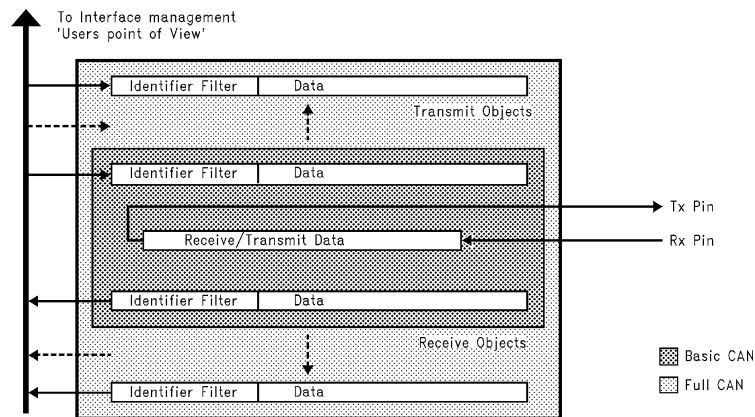 To Interface management
'Users point of View'
Identifier Filter Data
Transmit Objects
Identifier Filter Data
Tx Pin
Receive/Transmit Data
Rx Pin
Identifier Filter Data
Receive Objects
Basic CAN
Full CAN
Identifier Filter Data